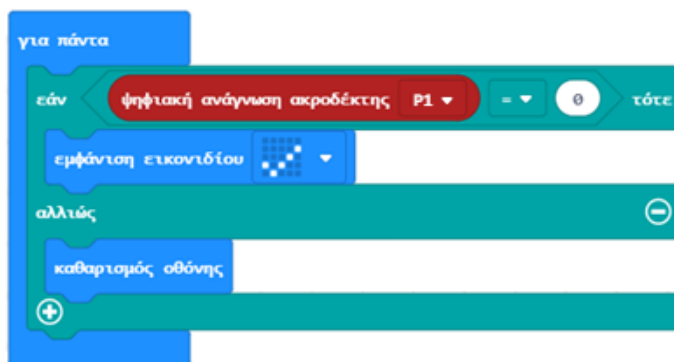 για πάντα
εάν ψηφιακή ανάγνωση ακροδέκτης P1 = 0 τότε
εμφάνιση εικονιδίου
αλλιώς
καθαρισμός οθόνης